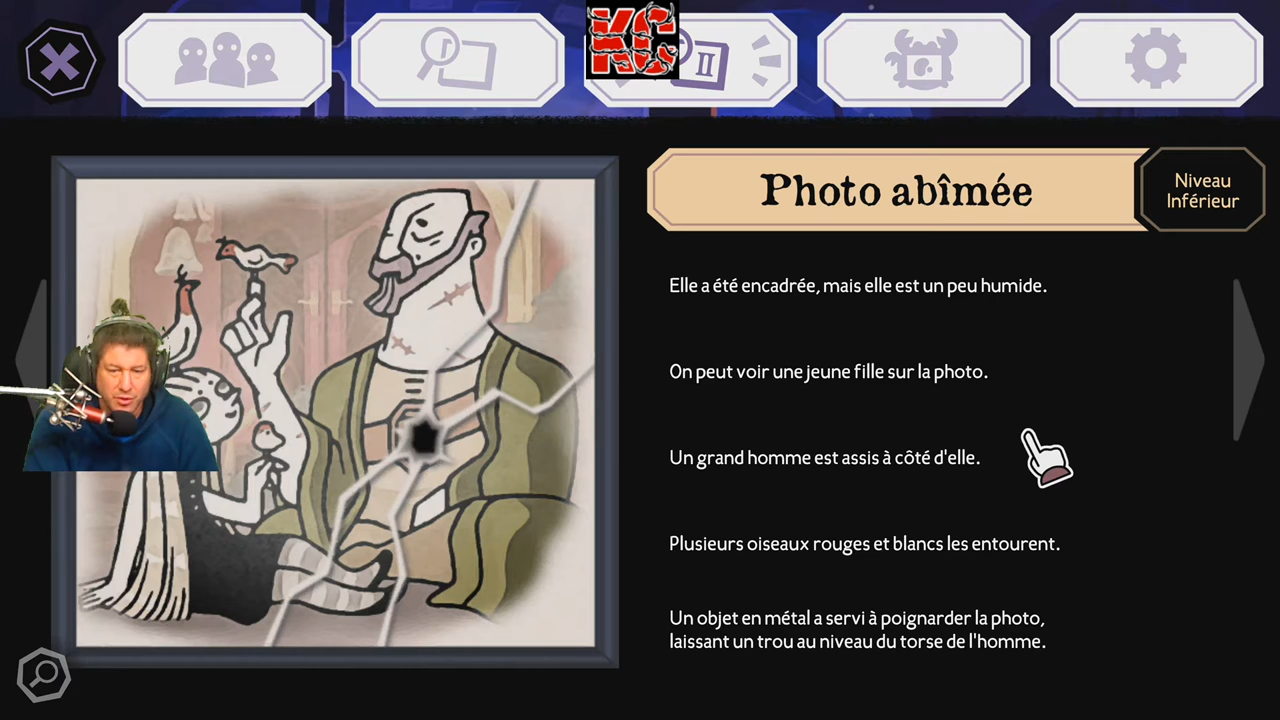 KC
II
Photo abîmée
Niveau
Inférieur
Elle a été encadrée, mais elle est un peu humide.
On peut voir une jeune fille sur la photo.
Un grand homme est assis à côté d'elle.
Plusieurs oiseaux rouges et blancs les entourent.
Un objet en métal a servi à poignarder la photo,
laissant un trou au niveau du torse de l'homme.